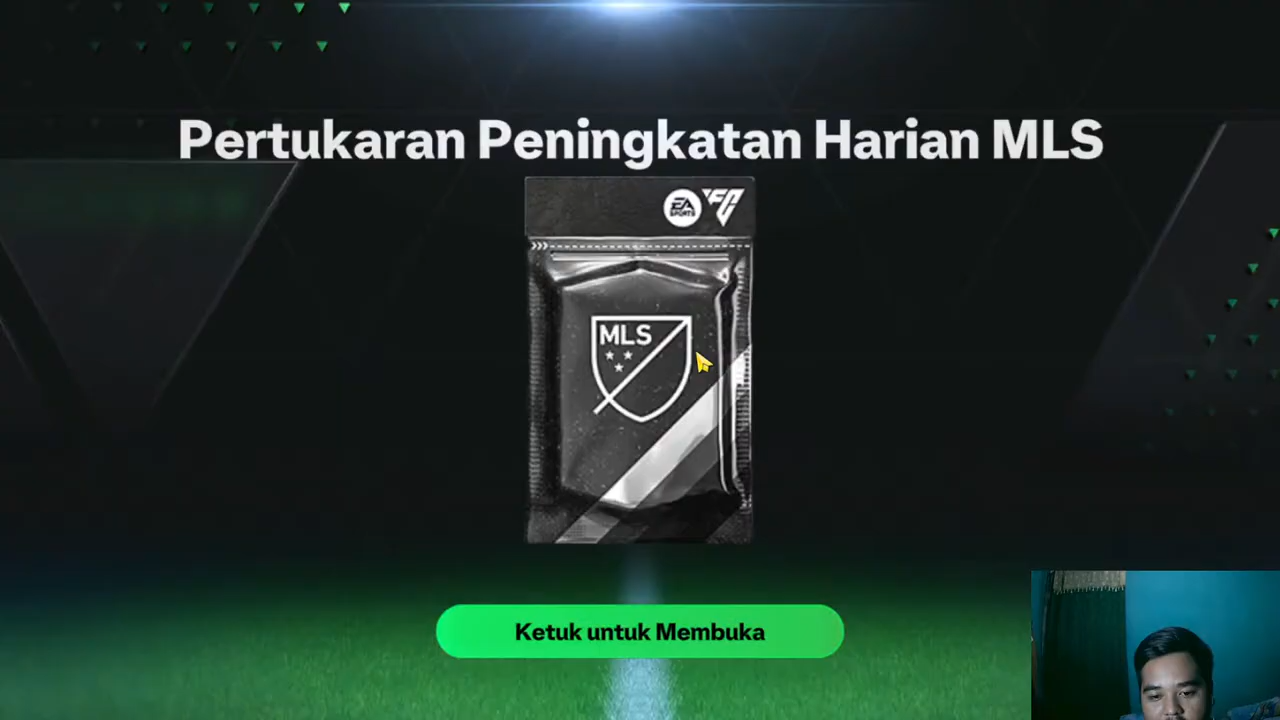 Pertukaran Peningkatan Harian MLS
EA
SPORTS
FC
MLS
Ketuk untuk Membuka